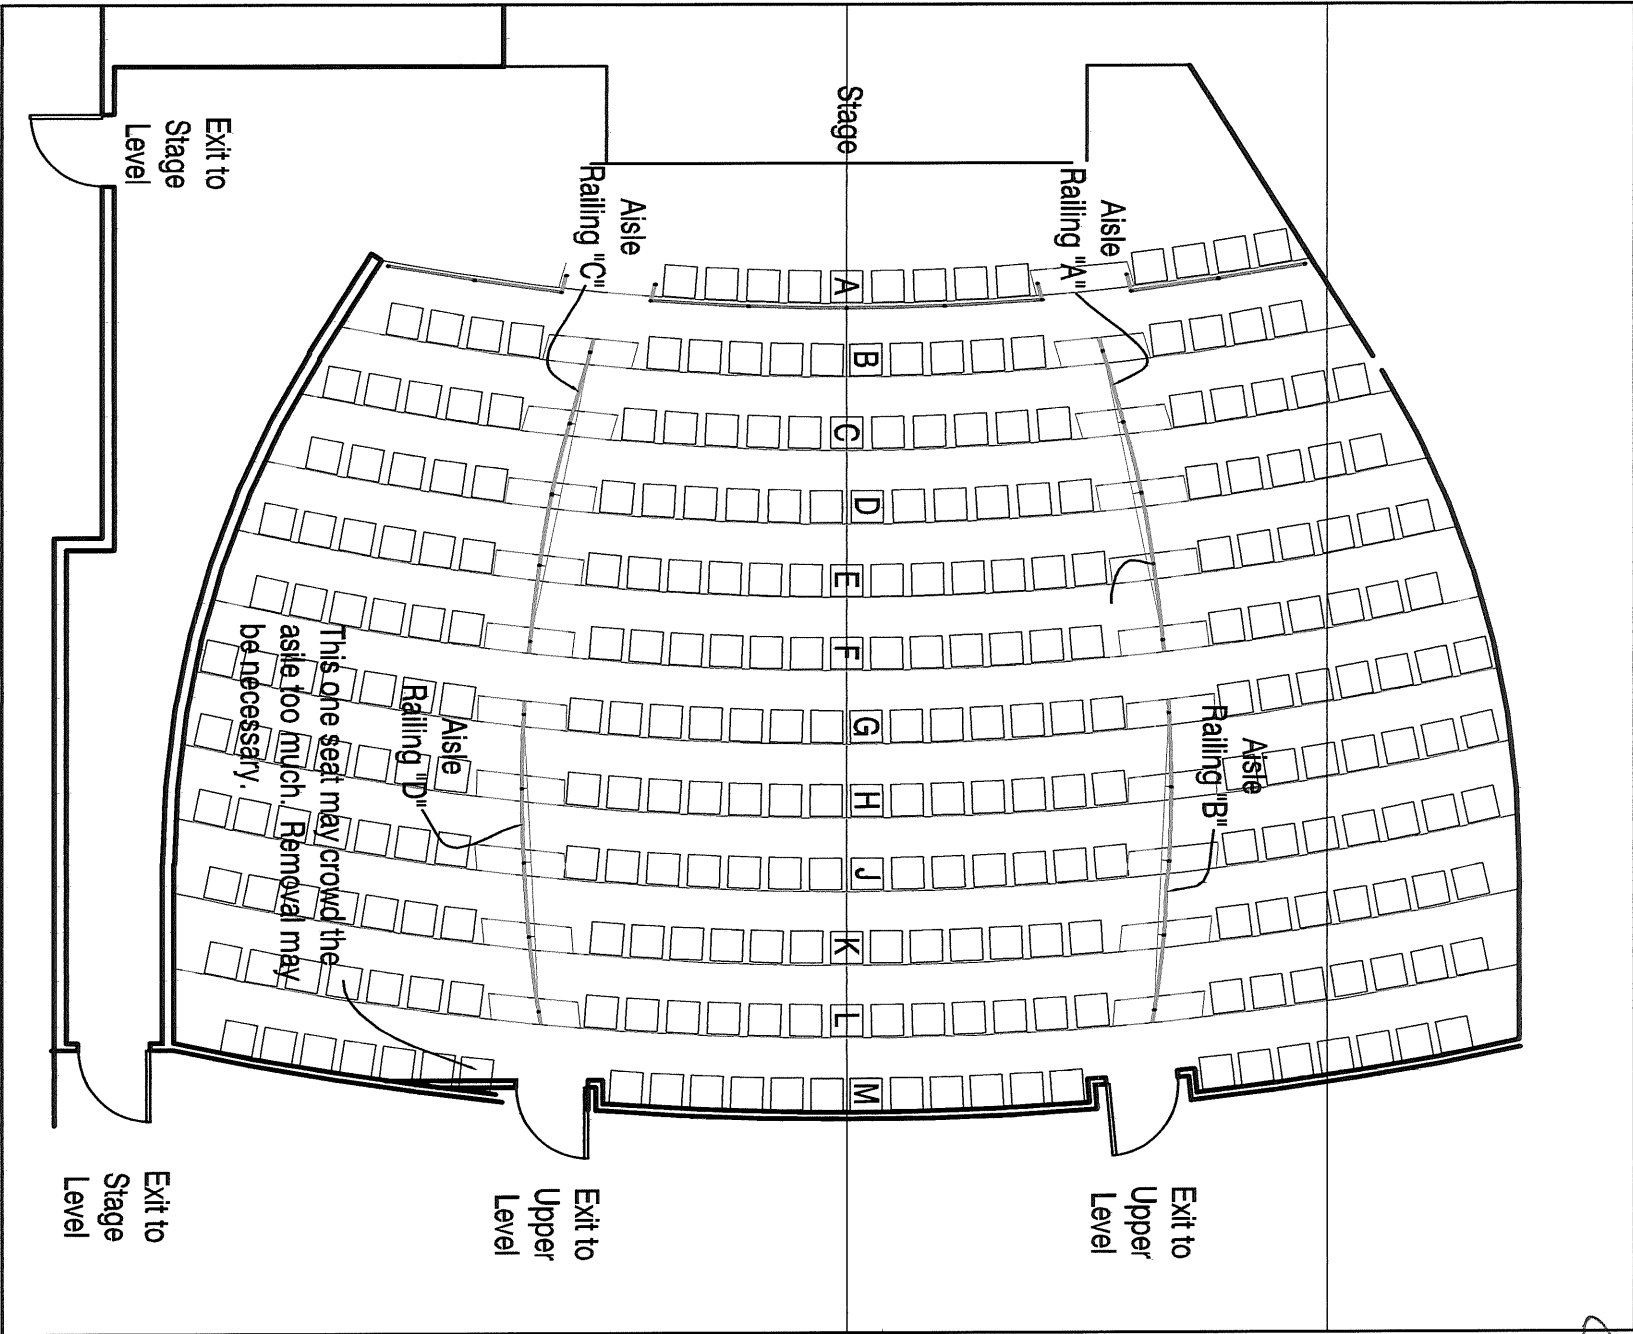 Stage
Exit to
Stage
Level
Aisle
Railing "C"
Aisle
Railing "A"
A
B
C
D
E
F
G
H
J
K
L
M
This one seat may crowd the
asile too much. Removal may
be necessary.
Aisle
Railing "D"
Aisle
Railing "B"
Exit to
Stage
Level
Exit to
Upper
Level
Exit to
Upper
Level